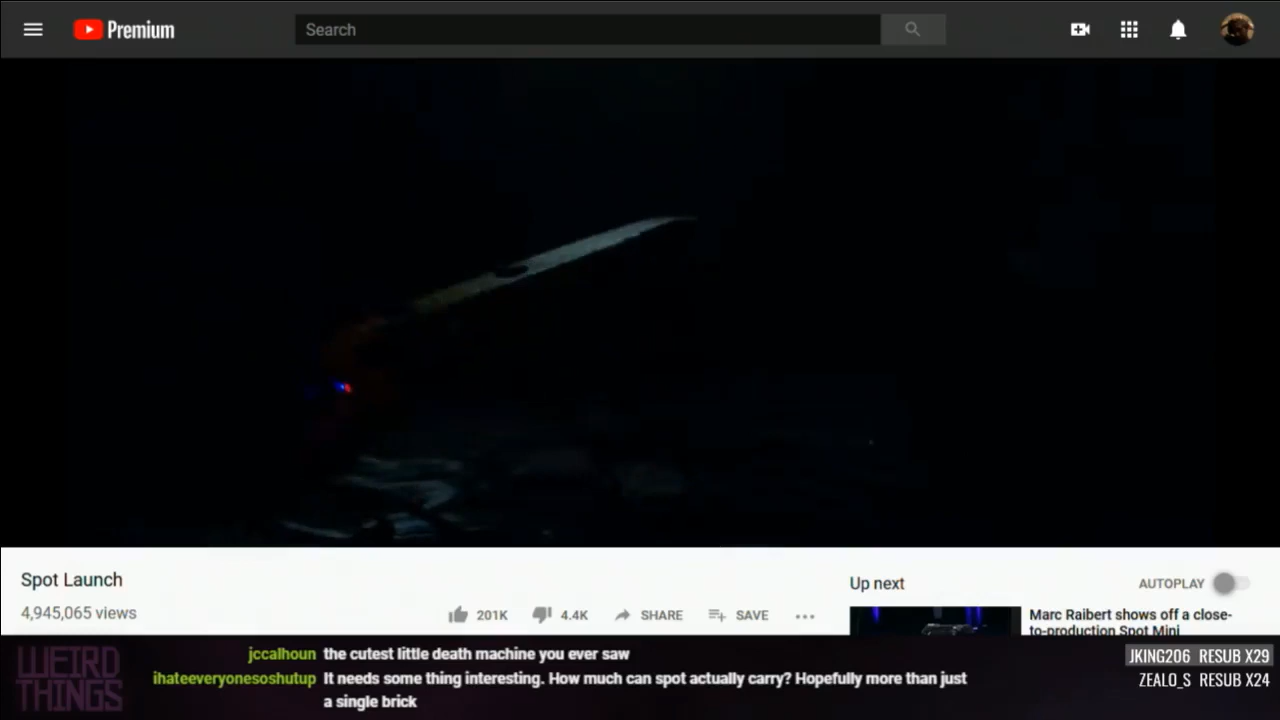 Premium
Search
Spot Launch
4,945,065 views
201K
4.4K
SHARE
SAVE
Up next
AUTOPLAY
Marc Raibert shows off a close-
to-production Spot Mini
WEIRD
THINGS
jccalhoun the cutest little death machine you ever saw
ihateeveryonesoshutup It needs some thing interesting. How much can spot actually carry? Hopefully more than just
a single brick
JKING206 RESUB X29
ZEALO_S RESUB X24